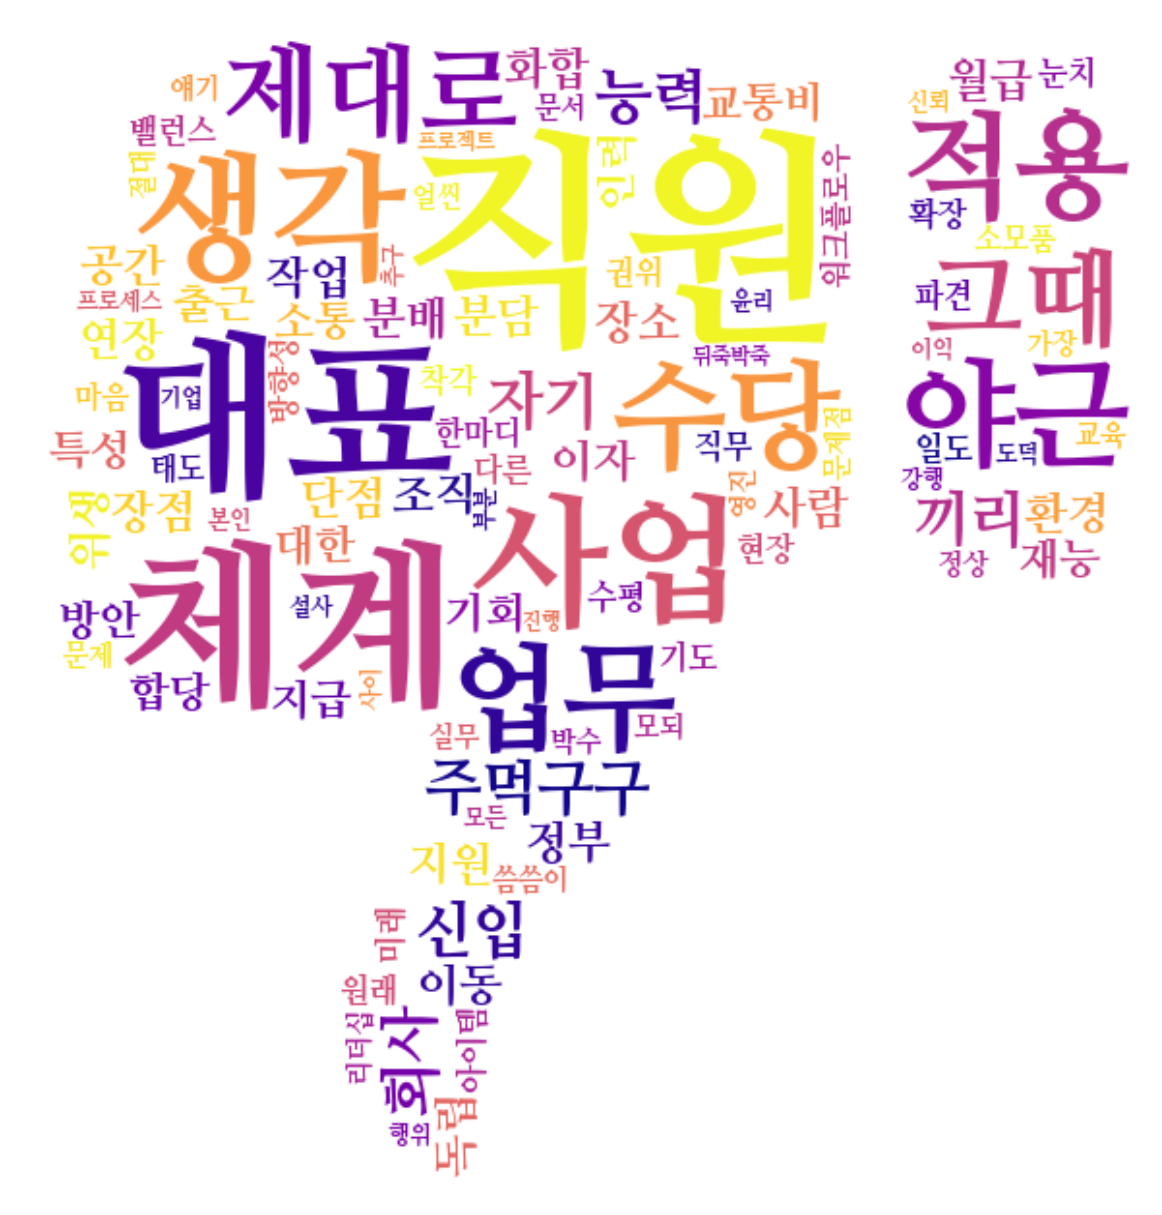 제대로
화합
얘기
문서
능력
교통비
월급
눈치
신뢰
밸런스
프로젝트
적용
생각
직원
절대
얼씬
인력
워크플로우
확장
소모품
공간
작업
추구
권위
그때
프로세스
출근
소통
분배
분담
장소
윤리
파견
연장
방향성
뒤죽박죽
이익
가장
대표
마음
기업
착각
자기
수당
야근
특성
태도
한마디
다른
이자
직무
문제점
일도
도덕
교육
강행
위생
장점
본인
단점
조직
부분
영진
사람
끼리
환경
대한
사업
현장
정상
재능
체계
방안
설사
기회
진행
수평
문제
합당
지급
사이
업무
기도
실무
박수
모되
주먹구구
모든
정부
지원
씀씀이
신입
미래
원래
이동
리더십
회사
아이템
행위
독립